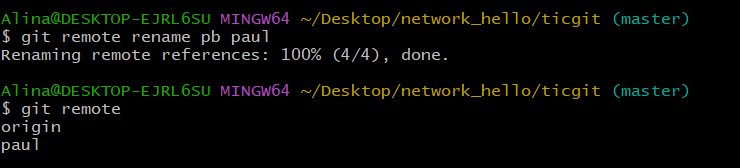 Alina@DESKTOP-EJRL6SU MINGW64 ~/Desktop/network_hello/ticgit (master)
$ git remote rename pb paul
Renaming remote references: 100% (4/4), done.
Alina@DESKTOP-EJRL6SU MINGW64 ~/Desktop/network_hello/ticgit (master)
$ git remote
origin
paul